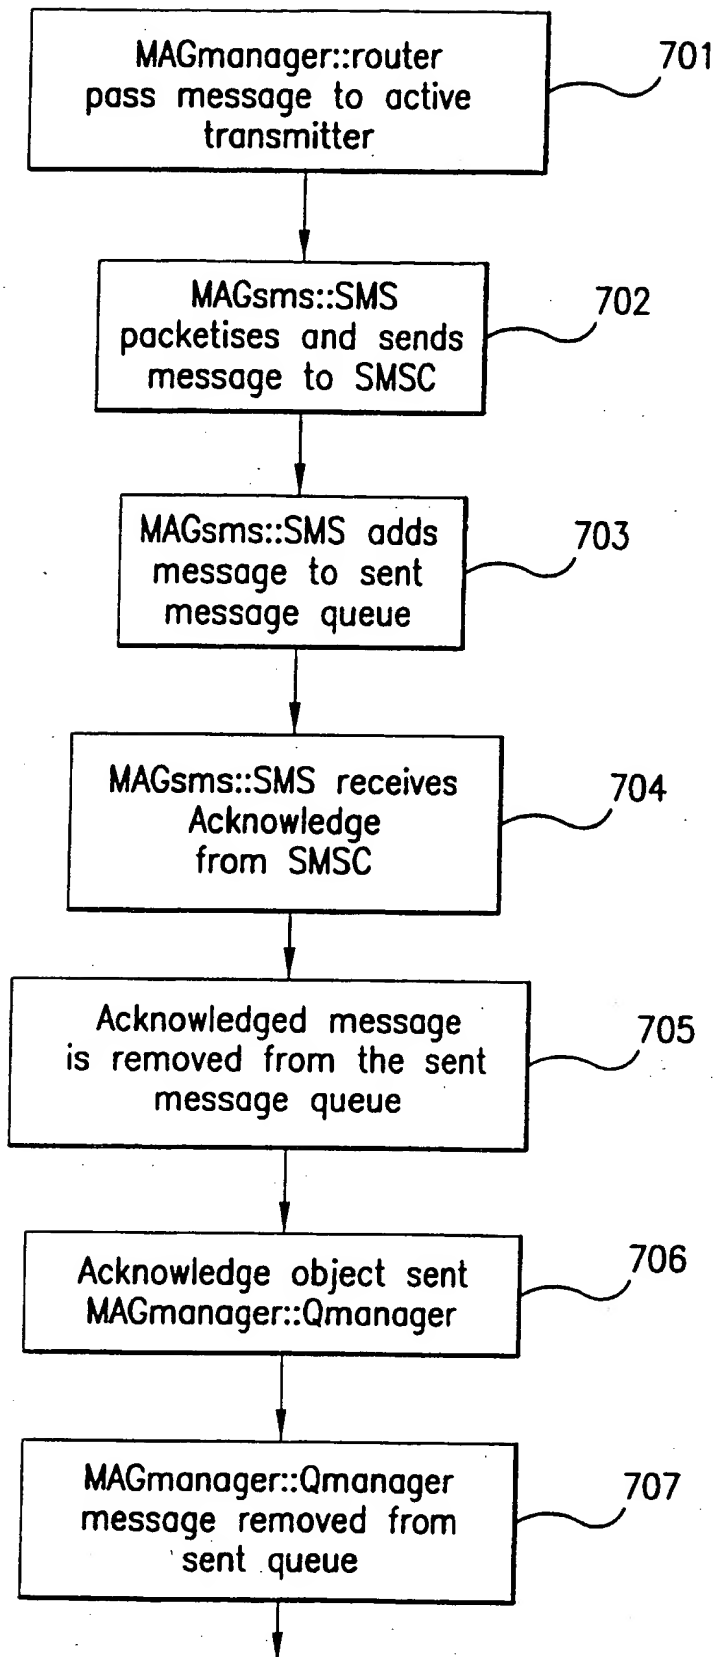 MAGmanager::router
pass message to active
transmitter
701
MAGsms::SMS
packetises and sends
message to SMSC
702
MAGsms::SMS adds
message to sent
message queue
703
MAGsms::SMS receives
Acknowledge
from SMSC
704
Acknowledged message
is removed from the sent
message queue
705
Acknowledge object sent
MAGmanager::Qmanager
706
MAGmanager::Qmanager
message removed from
sent queue
707